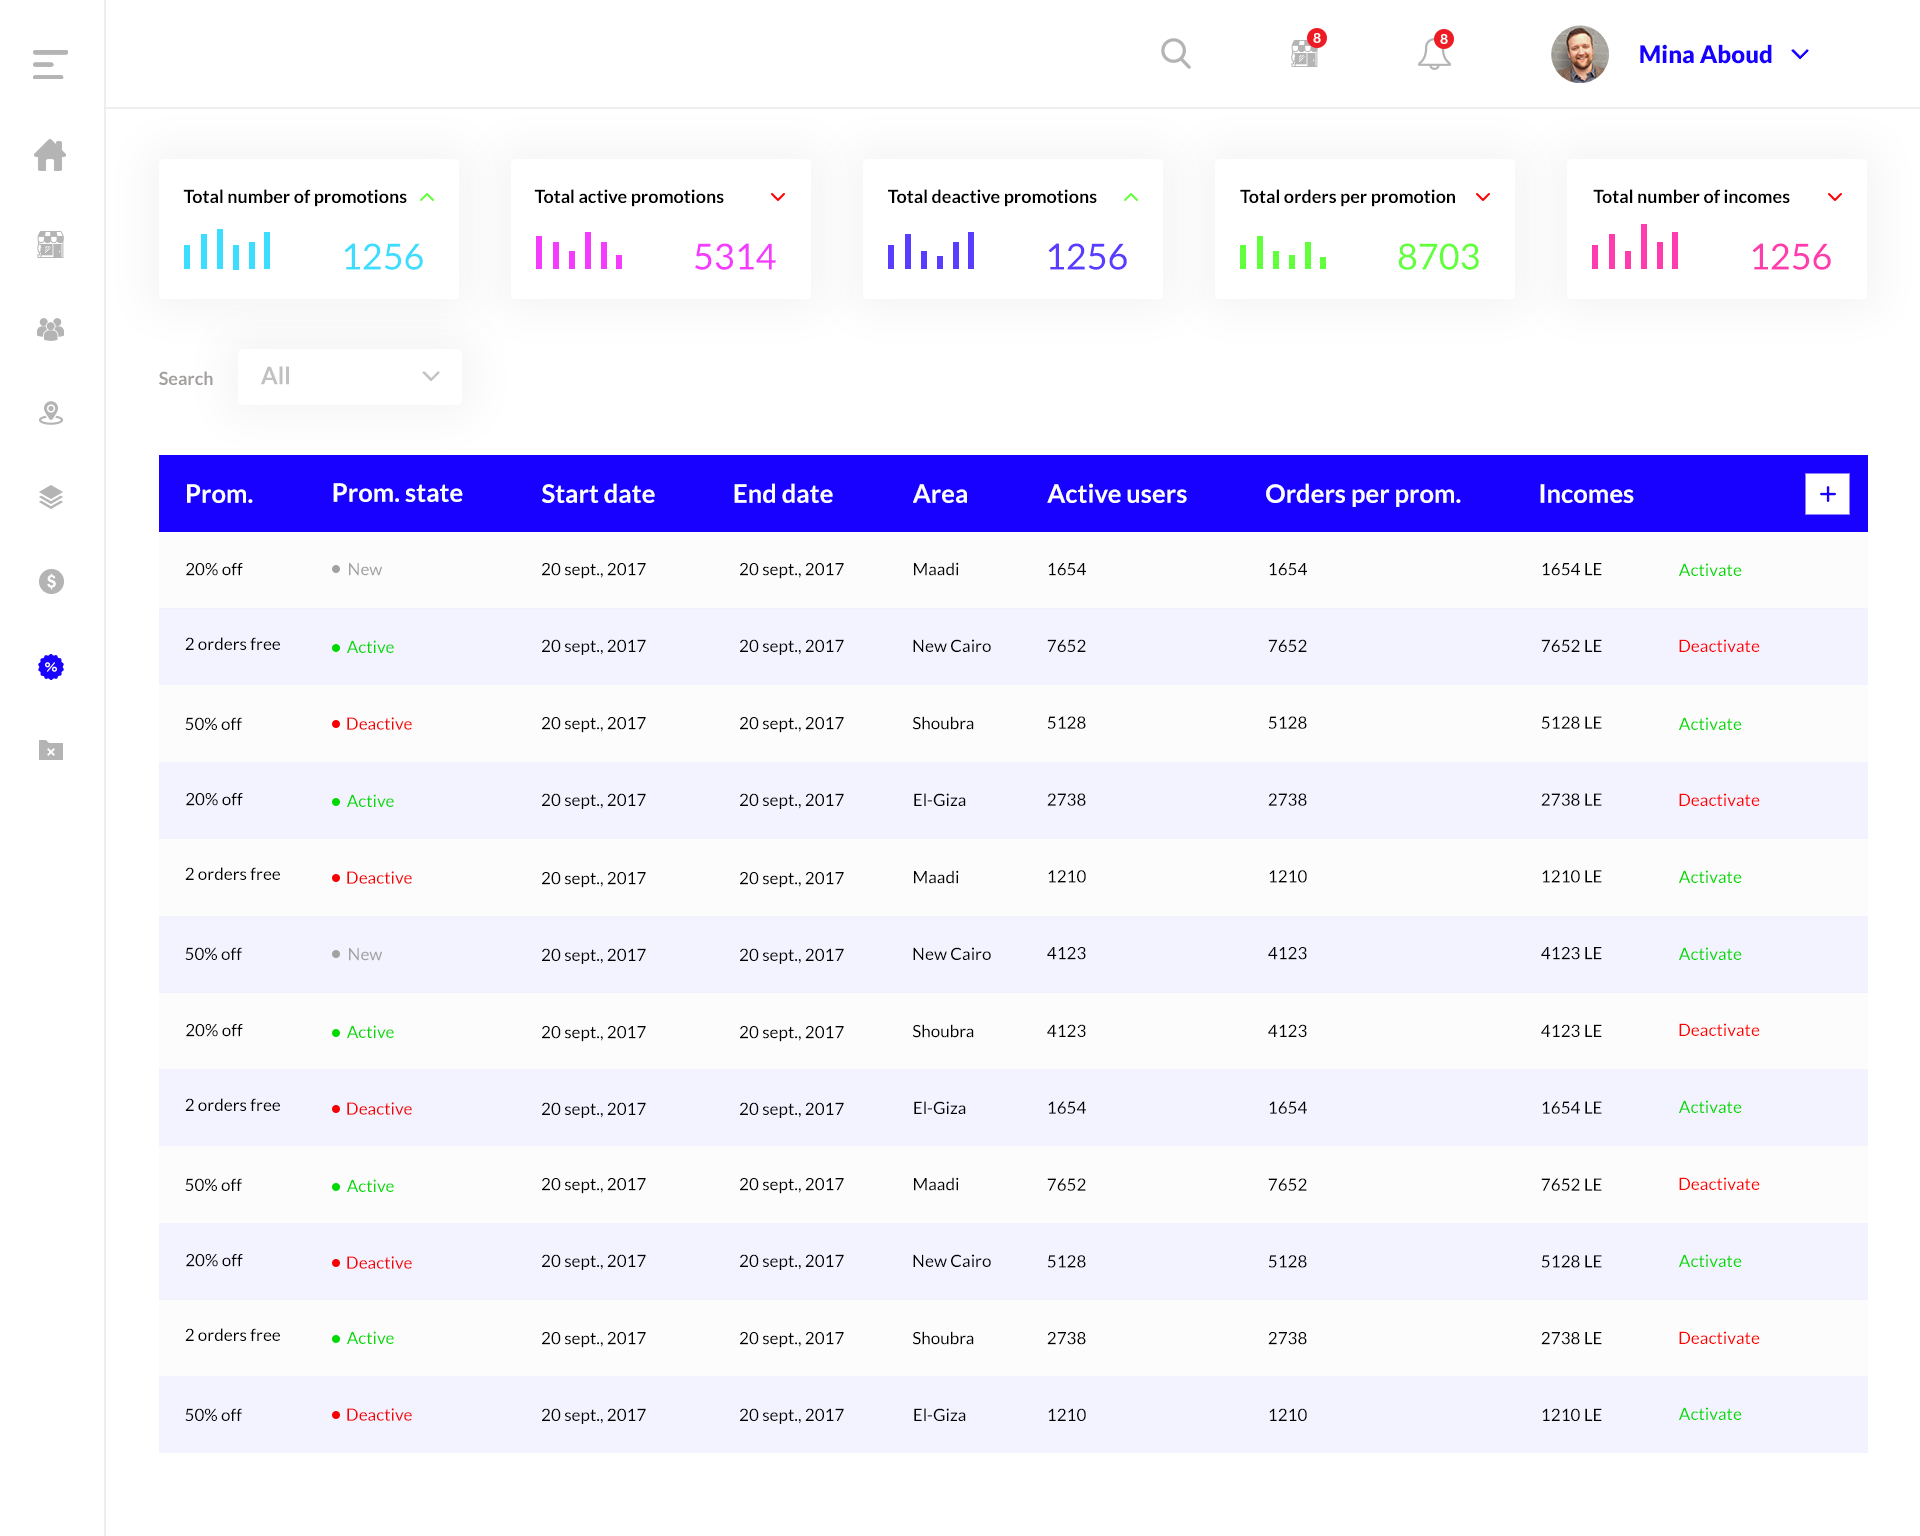 8
8
Mina Aboud
Total number of promotions
1256
Total active promotions
5314
Total deactive promotions
1256
Total orders per promotion
8703
Total number of incomes
1256
Search All
%
$
Prom. Prom. state Start date End date Area Active users Orders per prom. Incomes +
20% off New 20 sept., 2017 20 sept., 2017 Maadi 1654 1654 1654 LE Activate
2 orders free Active 20 sept., 2017 20 sept., 2017 New Cairo 7652 7652 7652 LE Deactivate
50% off Deactive 20 sept., 2017 20 sept., 2017 Shoubra 5128 5128 5128 LE Activate
20% off Active 20 sept., 2017 20 sept., 2017 El-Giza 2738 2738 2738 LE Deactivate
2 orders free Deactive 20 sept., 2017 20 sept., 2017 Maadi 1210 1210 1210 LE Activate
50% off New 20 sept., 2017 20 sept., 2017 New Cairo 4123 4123 4123 LE Activate
20% off Active 20 sept., 2017 20 sept., 2017 Shoubra 4123 4123 4123 LE Deactivate
2 orders free Deactive 20 sept., 2017 20 sept., 2017 El-Giza 1654 1654 1654 LE Activate
50% off Active 20 sept., 2017 20 sept., 2017 Maadi 7652 7652 7652 LE Deactivate
20% off Deactive 20 sept., 2017 20 sept., 2017 New Cairo 5128 5128 5128 LE Activate
2 orders free Active 20 sept., 2017 20 sept., 2017 Shoubra 2738 2738 2738 LE Deactivate
50% off Deactive 20 sept., 2017 20 sept., 2017 El-Giza 1210 1210 1210 LE Activate